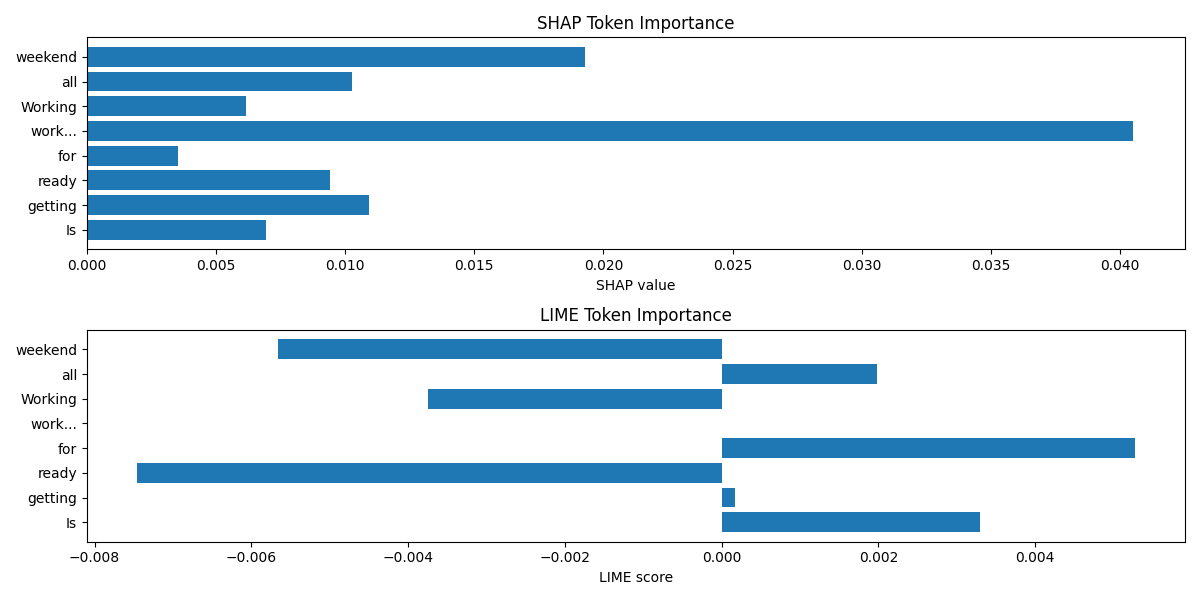 SHAP Token Importance
weekend
all
Working
work...
for
ready
getting
Is
0.000 0.005 0.010 0.015 0.020 0.025 0.030 0.035 0.040
SHAP value
LIME Token Importance
weekend
all
Working
work...
for
ready
getting
Is
−0.008 −0.006 −0.004 −0.002 0.000 0.002 0.004
LIME score